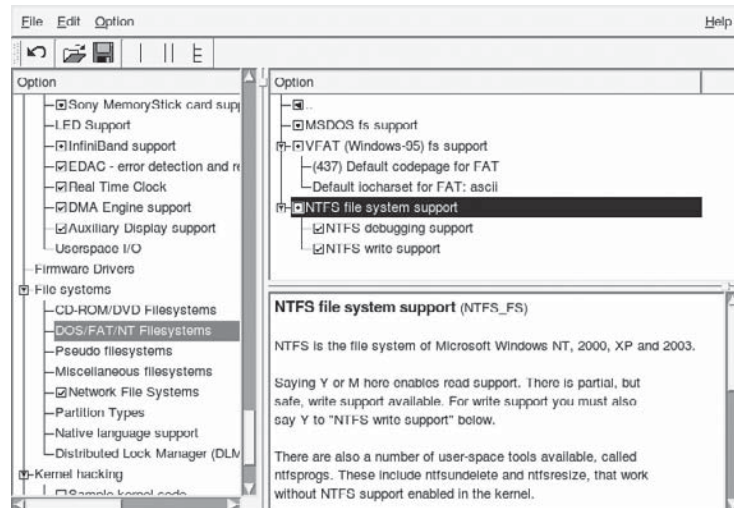 File Edit Option Help
Option
Sony MemoryStick card supp
LED Support
InfiniBand support
EDAC - error detection and re
Real Time Clock
DMA Engine support
Auxiliary Display support
Userspace I/O
Firmware Drivers
File systems
CD-ROM/DVD Filesystems
DOS/FAT/NT Filesystems
Pseudo filesystems
Miscellaneous filesystems
Network File Systems
Partition Types
Native language support
Distributed Lock Manager (DLM
Kernel hacking
Sample kernel code
Option
..
MSDOS fs support
VFAT (Windows-95) fs support
(437) Default codepage for FAT
Default iocharset for FAT: ascii
NTFS file system support
NTFS debugging support
NTFS write support
NTFS file system support (NTFS_FS)
NTFS is the file system of Microsoft Windows NT, 2000, XP and 2003.
Saying Y or M here enables read support. There is partial, but
safe, write support available. For write support you must also
say Y to "NTFS write support" below.
There are also a number of user-space tools available, called
ntfsprogs. These include ntfsundelete and ntfsresize, that work
without NTFS support enabled in the kernel.